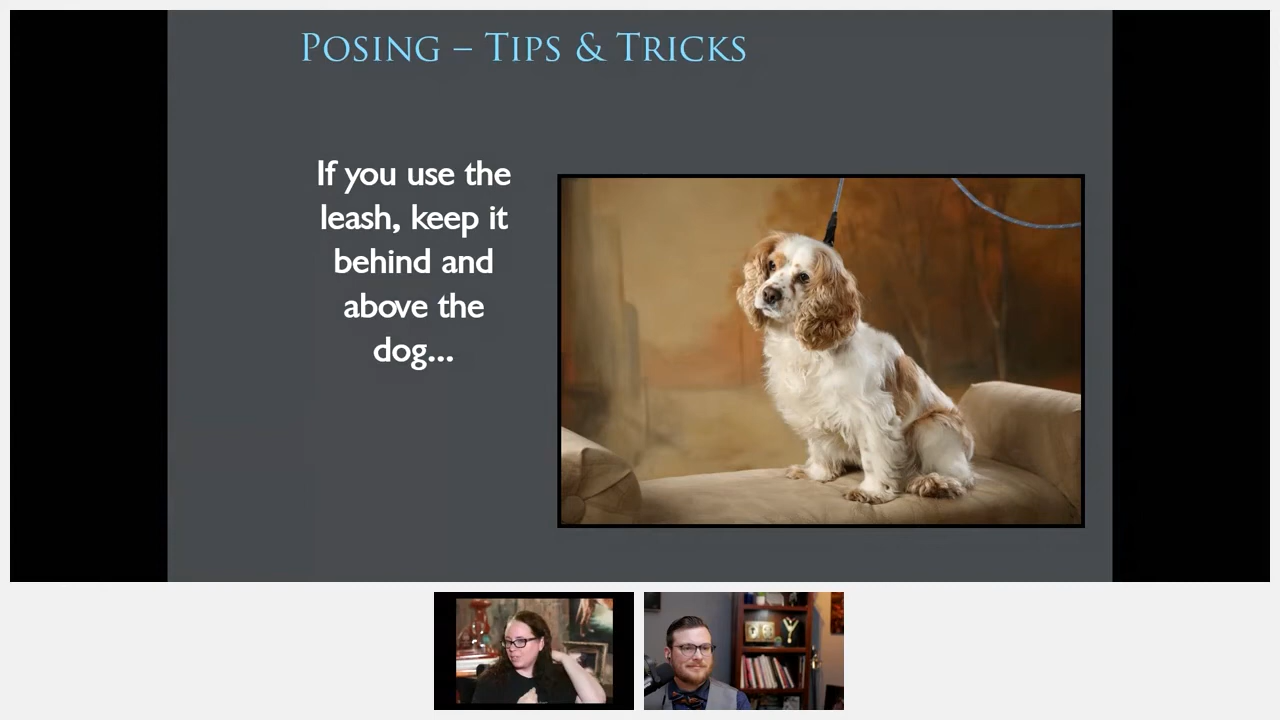 Posing – Tips & Tricks
If you use the
leash, keep it
behind and
above the
dog...